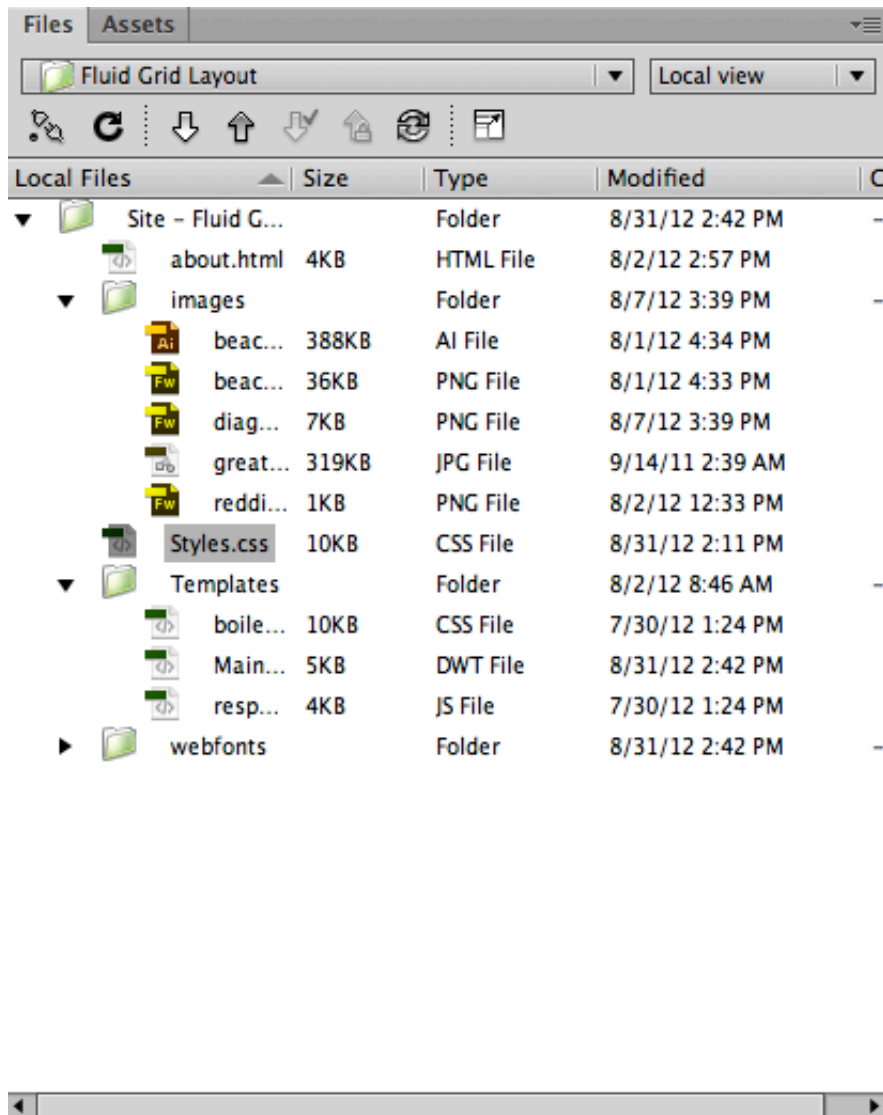 Files Assets
Fluid Grid Layout Local view
Local Files Size Type Modified C
Site – Fluid G... Folder 8/31/12 2:42 PM –
about.html 4KB HTML File 8/2/12 2:57 PM
images Folder 8/7/12 3:39 PM –
Ai beac... 388KB AI File 8/1/12 4:34 PM
Fw beac... 36KB PNG File 8/1/12 4:33 PM
Fw diag... 7KB PNG File 8/7/12 3:39 PM
great... 319KB JPG File 9/14/11 2:39 AM
Fw reddi... 1KB PNG File 8/2/12 12:33 PM
Styles.css 10KB CSS File 8/31/12 2:11 PM
Templates Folder 8/2/12 8:46 AM –
boile... 10KB CSS File 7/30/12 1:24 PM
Main... 5KB DWT File 8/31/12 2:42 PM
resp... 4KB JS File 7/30/12 1:24 PM
webfonts Folder 8/31/12 2:42 PM –